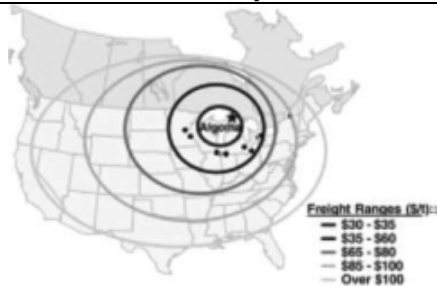 Algoma
Freight Ranges ($/t):
$30 - $35
$35 - $60
$65 - $80
$85 - $100
Over $100